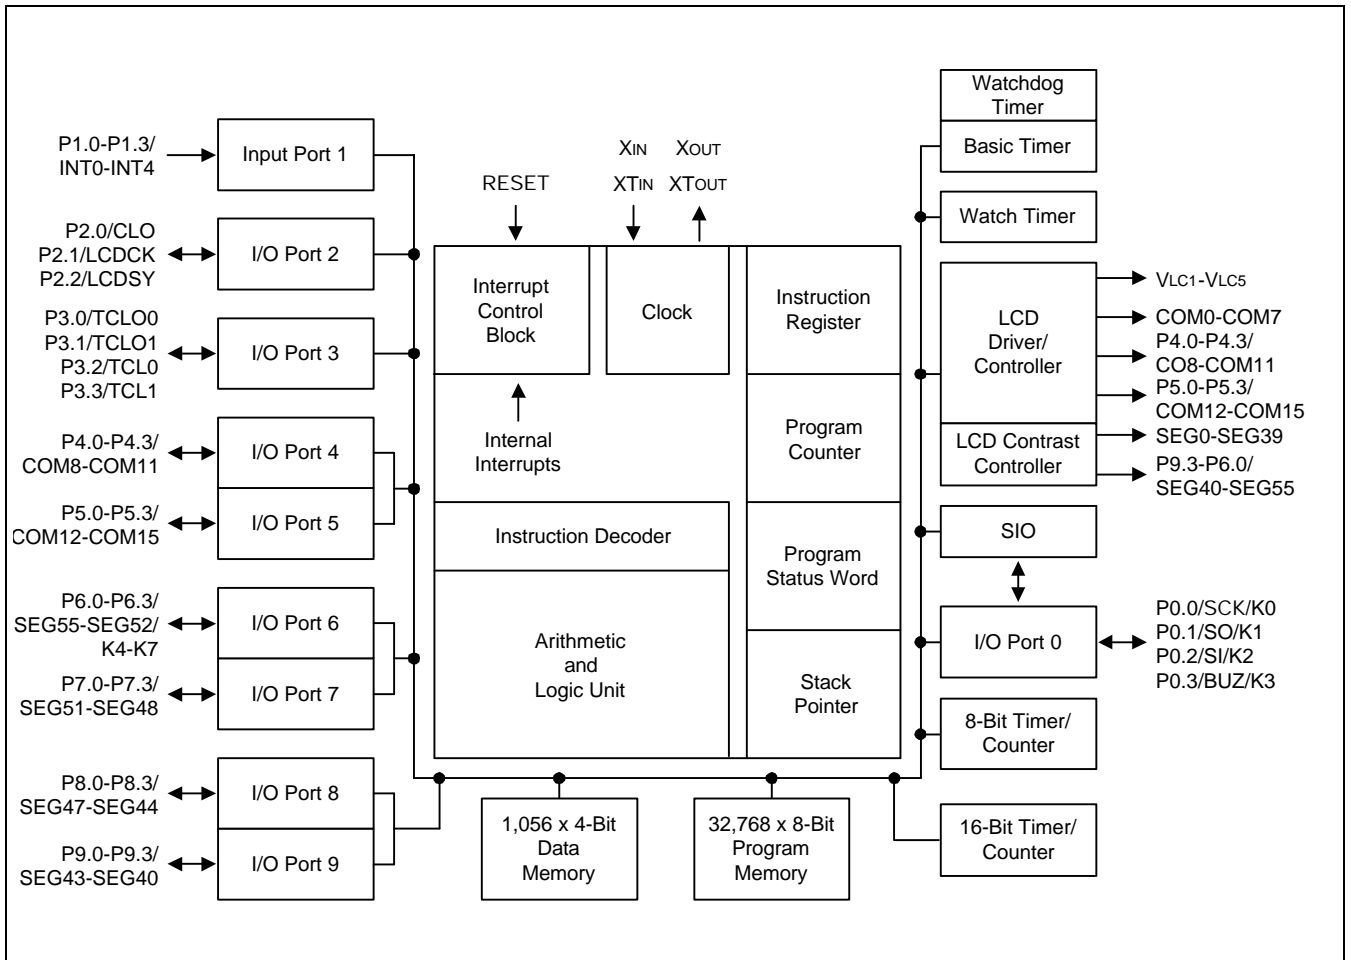 P1.0-P1.3/
INT0-INT4
Input Port 1
P2.0/CLO
P2.1/LCDCK
P2.2/LCDSY
I/O Port 2
P3.0/TCLO0
P3.1/TCLO1
P3.2/TCL0
P3.3/TCL1
I/O Port 3
P4.0-P4.3/
COM8-COM11
I/O Port 4
P5.0-P5.3/
COM12-COM15
I/O Port 5
P6.0-P6.3/
SEG55-SEG52/
K4-K7
I/O Port 6
P7.0-P7.3/
SEG51-SEG48
I/O Port 7
P8.0-P8.3/
SEG47-SEG44
I/O Port 8
P9.0-P9.3/
SEG43-SEG40
I/O Port 9
RESET
XIN
XOUT
XTIN
XTOUT
Interrupt
Control
Block
Clock
Instruction
Register
Internal
Interrupts
Program
Counter
Instruction Decoder
Program
Status Word
Arithmetic
and
Logic Unit
Stack
Pointer
1,056 x 4-Bit
Data
Memory
32,768 x 8-Bit
Program
Memory
Watchdog
Timer
Basic Timer
Watch Timer
LCD
Driver/
Controller
LCD Contrast
Controller
VLC1-VLC5
COM0-COM7
P4.0-P4.3/
CO8-COM11
P5.0-P5.3/
COM12-COM15
SEG0-SEG39
P9.3-P6.0/
SEG40-SEG55
SIO
I/O Port 0
P0.0/SCK/K0
P0.1/SO/K1
P0.2/SI/K2
P0.3/BUZ/K3
8-Bit Timer/
Counter
16-Bit Timer/
Counter